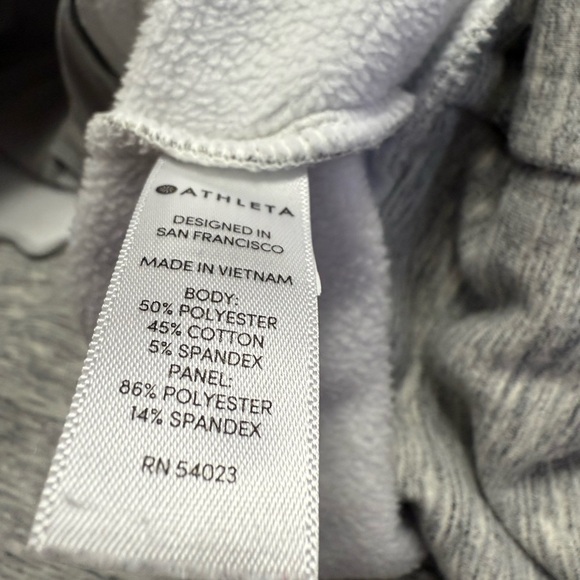 ATHLETA
DESIGNED IN
SAN FRANCISCO
MADE IN VIETNAM
BODY:
50% POLYESTER
45% COTTON
5% SPANDEX
PANEL:
86% POLYESTER
14% SPANDEX
RN 54023